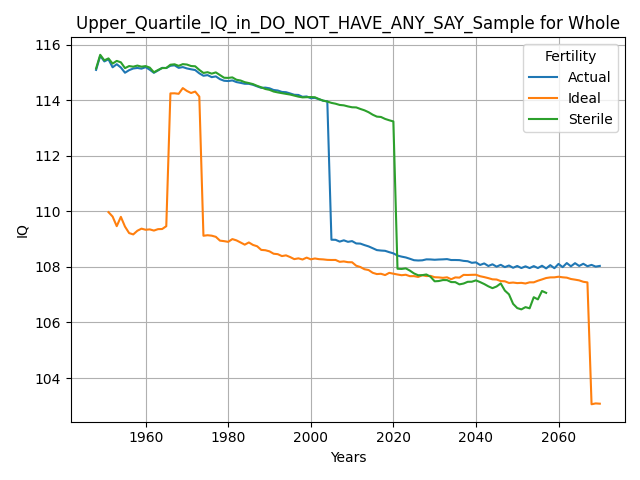 Upper_Quartile_IQ_in_DO_NOT_HAVE_ANY_SAY_Sample for Whole
116
114
112
110
108
106
104
IQ
Fertility
Actual
Ideal
Sterile
1960
1980
2000
2020
2040
2060
Years